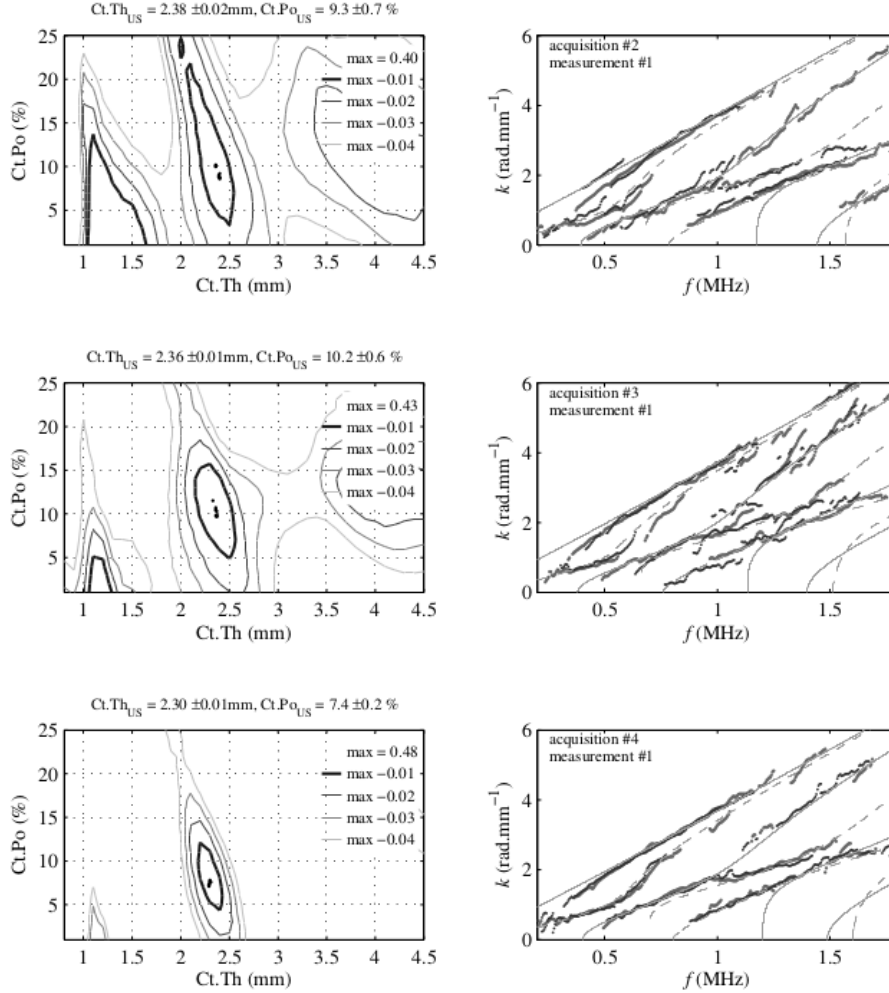 Ct.Th_US = 2.38 ±0.02mm, Ct.Po_US = 9.3 ±0.7 %
25
20
15
10
5
Ct.Po (%)
max = 0.40
max −0.01
max −0.02
max −0.03
max −0.04
1 1.5 2 2.5 3 3.5 4 4.5
Ct.Th (mm)
acquisition #2
measurement #1
6
4
2
0
k (rad.mm⁻¹)
0.5 1 1.5
f (MHz)
Ct.Th_US = 2.36 ±0.01mm, Ct.Po_US = 10.2 ±0.6 %
25
20
15
10
5
Ct.Po (%)
max = 0.43
max −0.01
max −0.02
max −0.03
max −0.04
1 1.5 2 2.5 3 3.5 4 4.5
Ct.Th (mm)
acquisition #3
measurement #1
6
4
2
0
k (rad.mm⁻¹)
0.5 1 1.5
f (MHz)
Ct.Th_US = 2.30 ±0.01mm, Ct.Po_US = 7.4 ±0.2 %
25
20
15
10
5
Ct.Po (%)
max = 0.48
max −0.01
max −0.02
max −0.03
max −0.04
1 1.5 2 2.5 3 3.5 4 4.5
Ct.Th (mm)
acquisition #4
measurement #1
6
4
2
0
k (rad.mm⁻¹)
0.5 1 1.5
f (MHz)